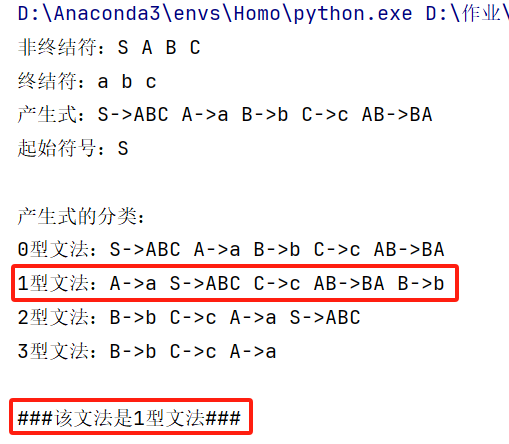 D:\Anaconda3\envs\Homo\python.exe D:\作业\
非终结符：S A B C
终结符：a b c
产生式：S->ABC A->a B->b C->c AB->BA
起始符号：S
产生式的分类：
0型文法：S->ABC A->a B->b C->c AB->BA
1型文法：A->a S->ABC C->c AB->BA B->b
2型文法：B->b C->c A->a S->ABC
3型文法：B->b C->c A->a
###该文法是1型文法###